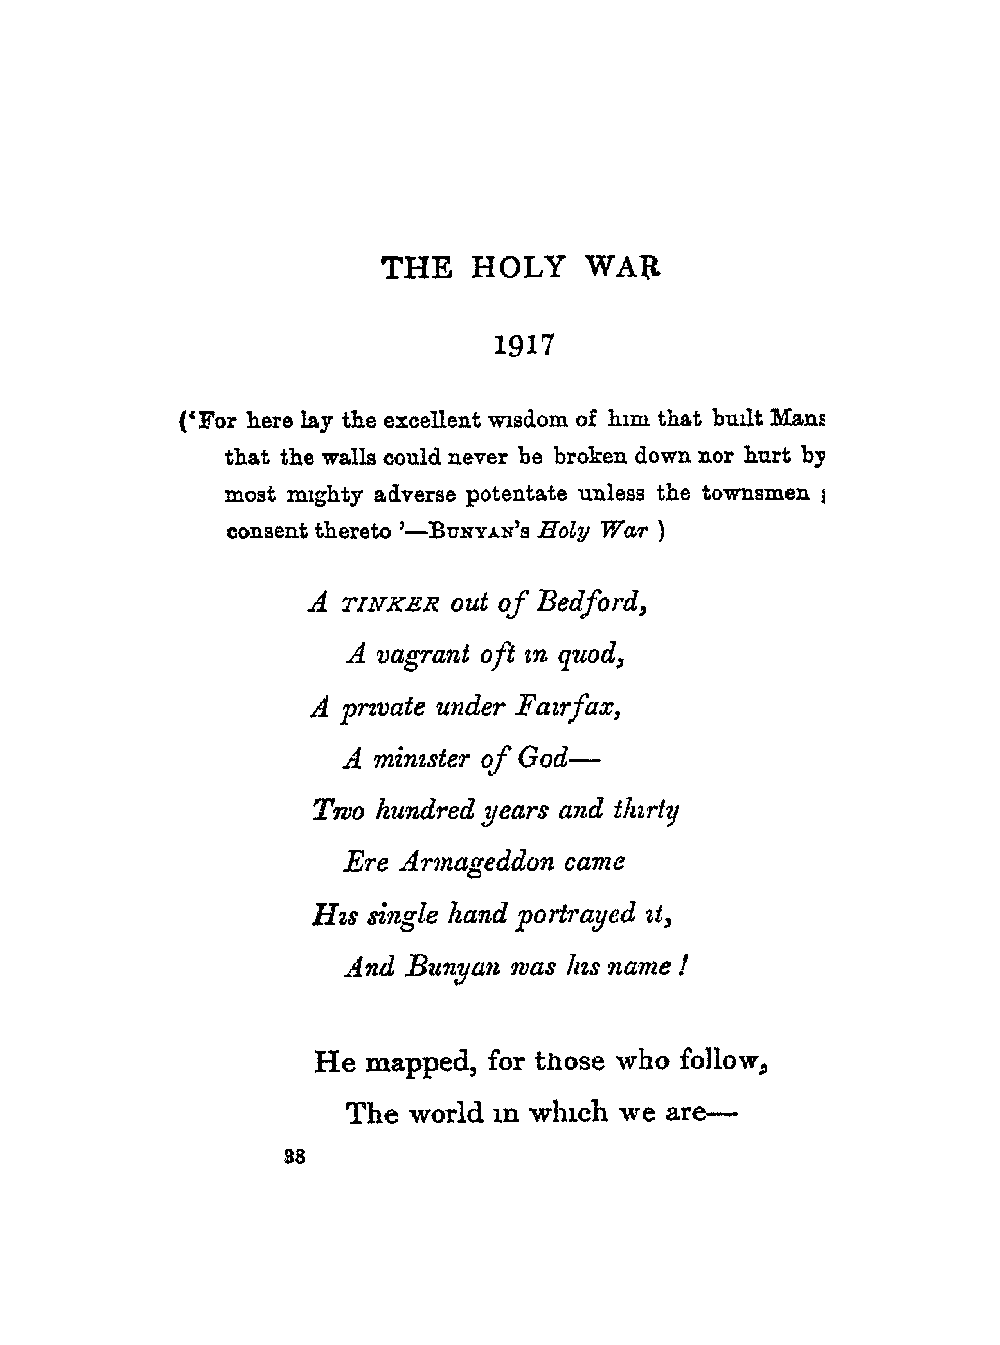 THE HOLY WAR
1917
('For here lay the excellent wisdom of him that built Mans
that the walls could never be broken down nor hurt by
most mighty adverse potentate unless the townsmen
consent thereto '—BUNYAN's Holy War )
A TINKER out of Bedford,
A vagrant oft in quod,
A private under Fairfax,
A minister of God—
Two hundred years and thirty
Ere Armageddon came
His single hand portrayed it,
And Bunyan was his name !
He mapped, for those who follow,
The world in which we are—
38